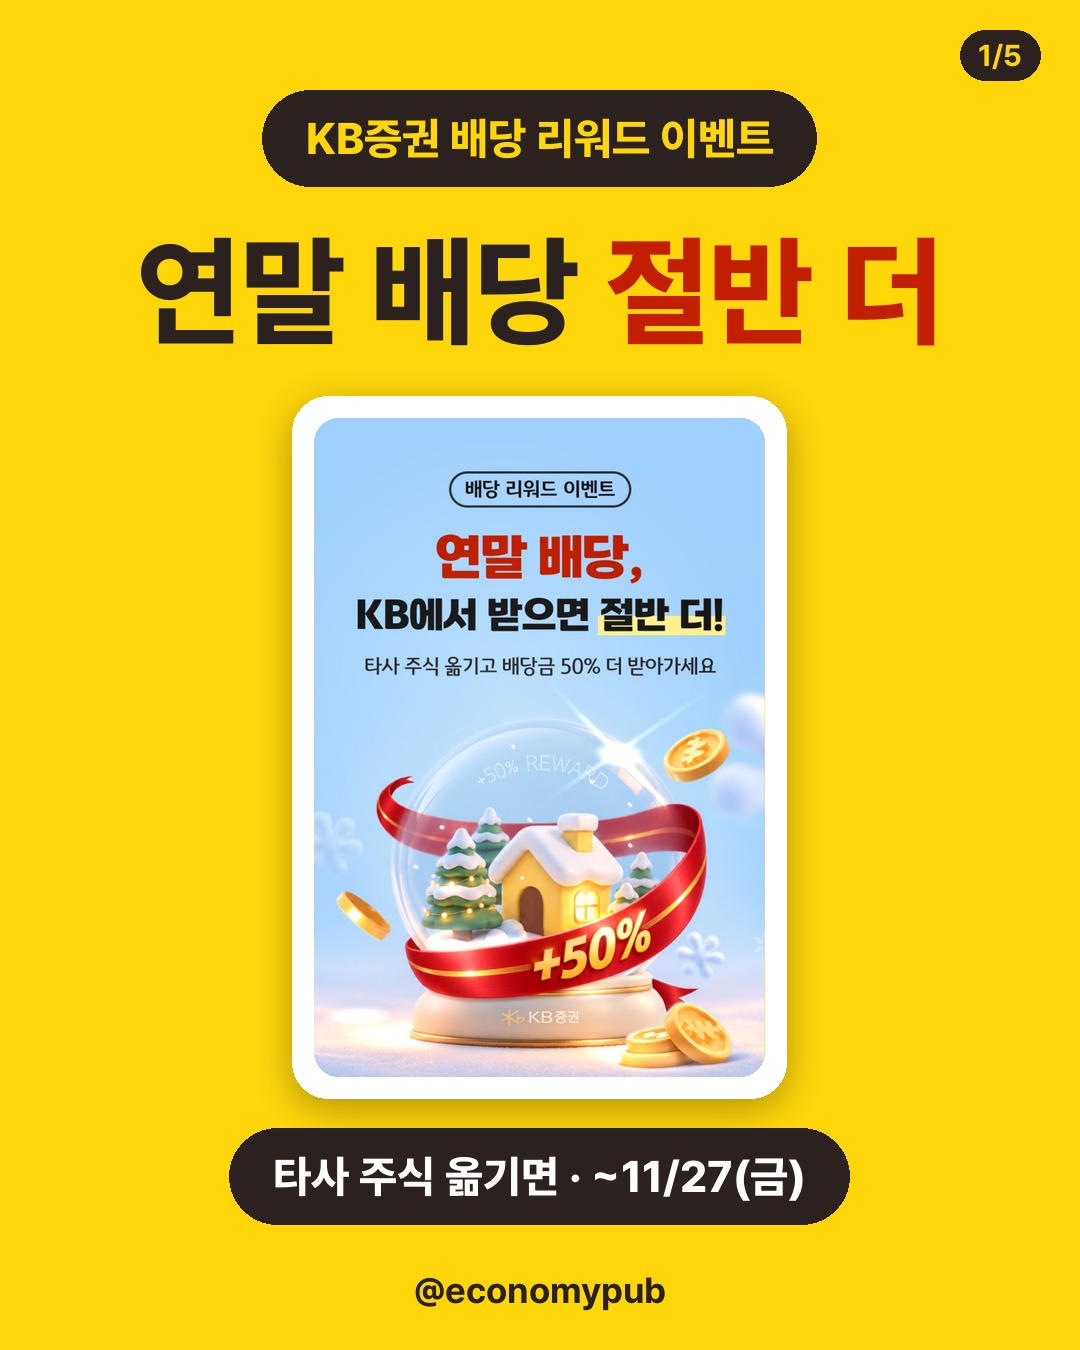 1/5
KB증권 배당 리워드 이벤트
연말 배당 절반 더
배당 리워드 이벤트
연말 배당,
KB에서 받으면 절반 더!
타사 주식 옮기고 배당금 50% 더 받아가세요
+50% REWARD
+50%
KB증권
타사 주식 옮기면 · ~11/27(금)
@economypub